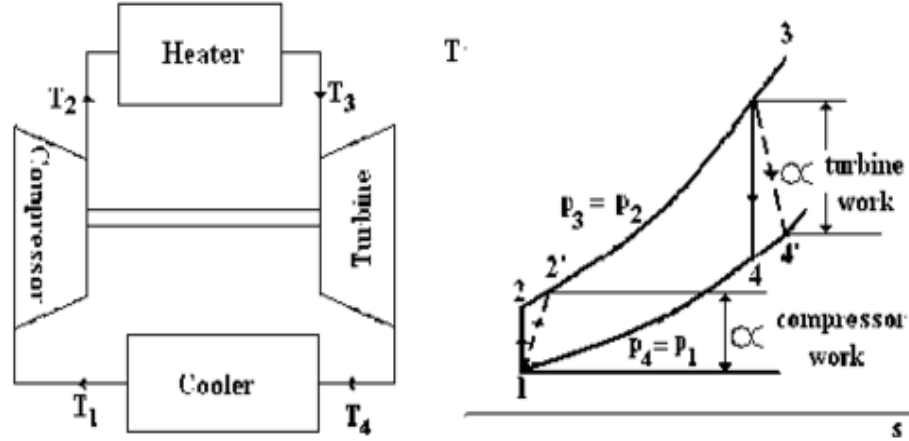 Heater
T2
T3
Compressor
Turbine
Cooler
T1
T4
T
3
p3 = p2
∝ turbine
work
2'
2
4
4'
∝ compressor
work
p4 = p1
1
s